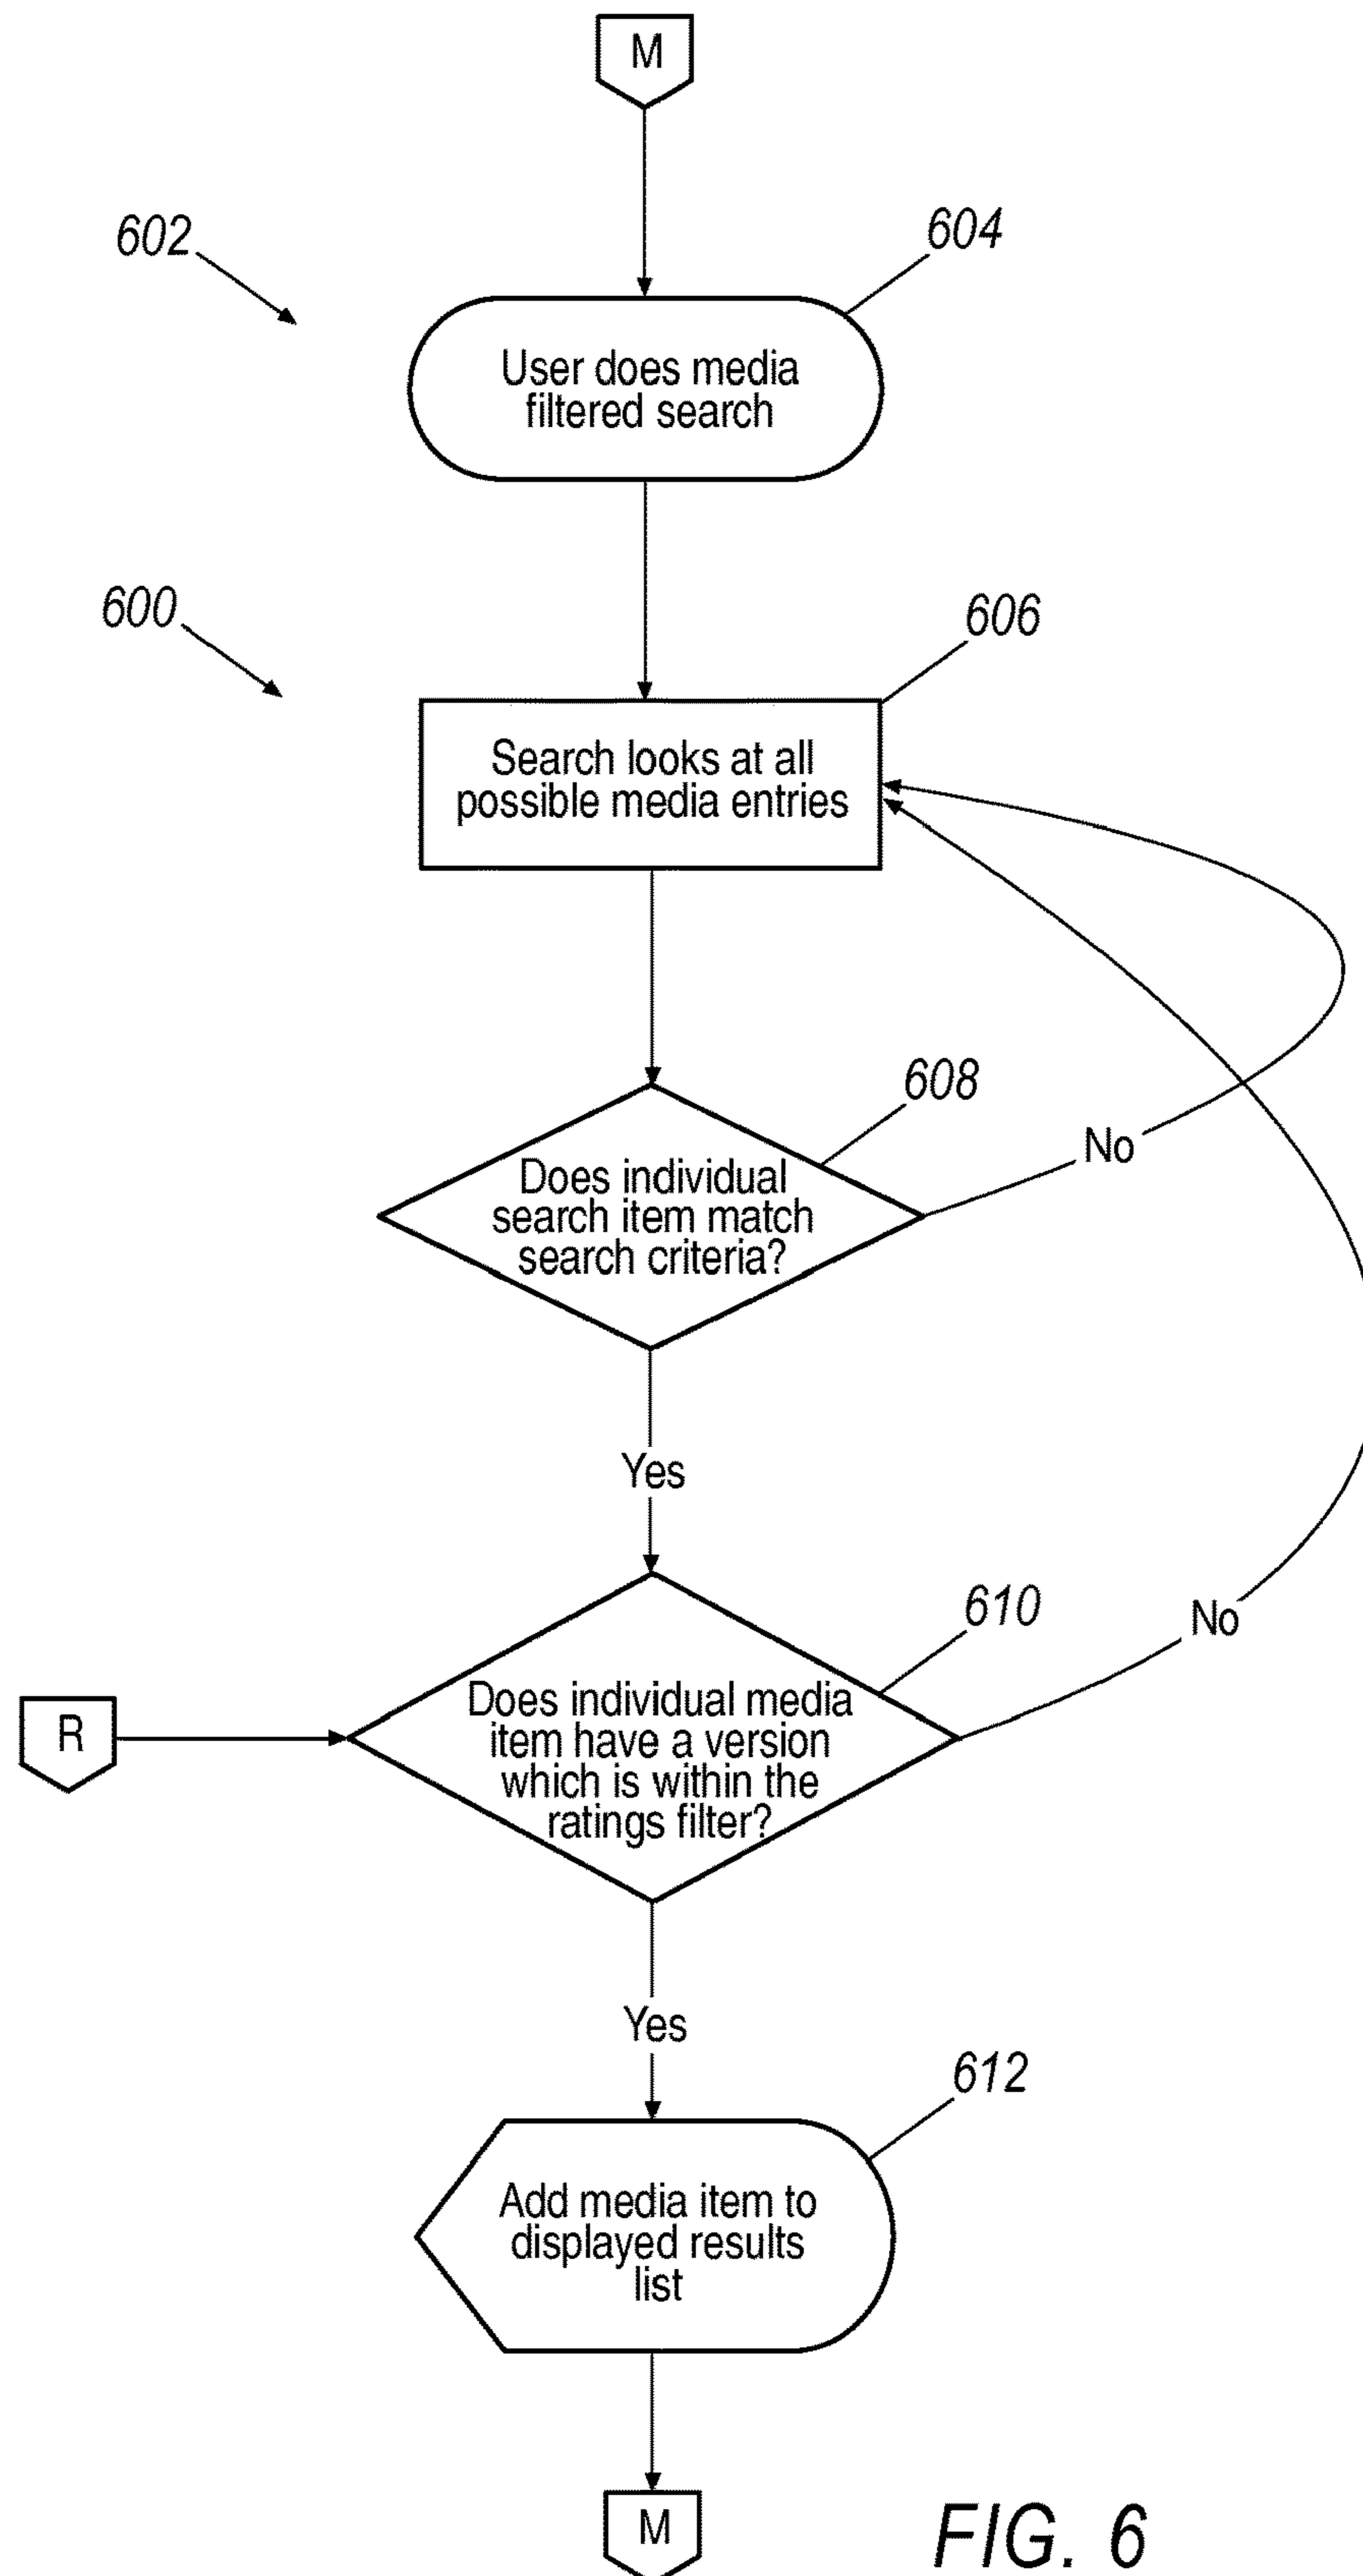 M
602
604
User does media
filtered search
600
606
Search looks at all
possible media entries
608
Does individual
search item match
search criteria?
No
Yes
610
Does individual media
item have a version
which is within the
ratings filter?
No
R
Yes
612
Add media item to
displayed results
list
M
FIG. 6